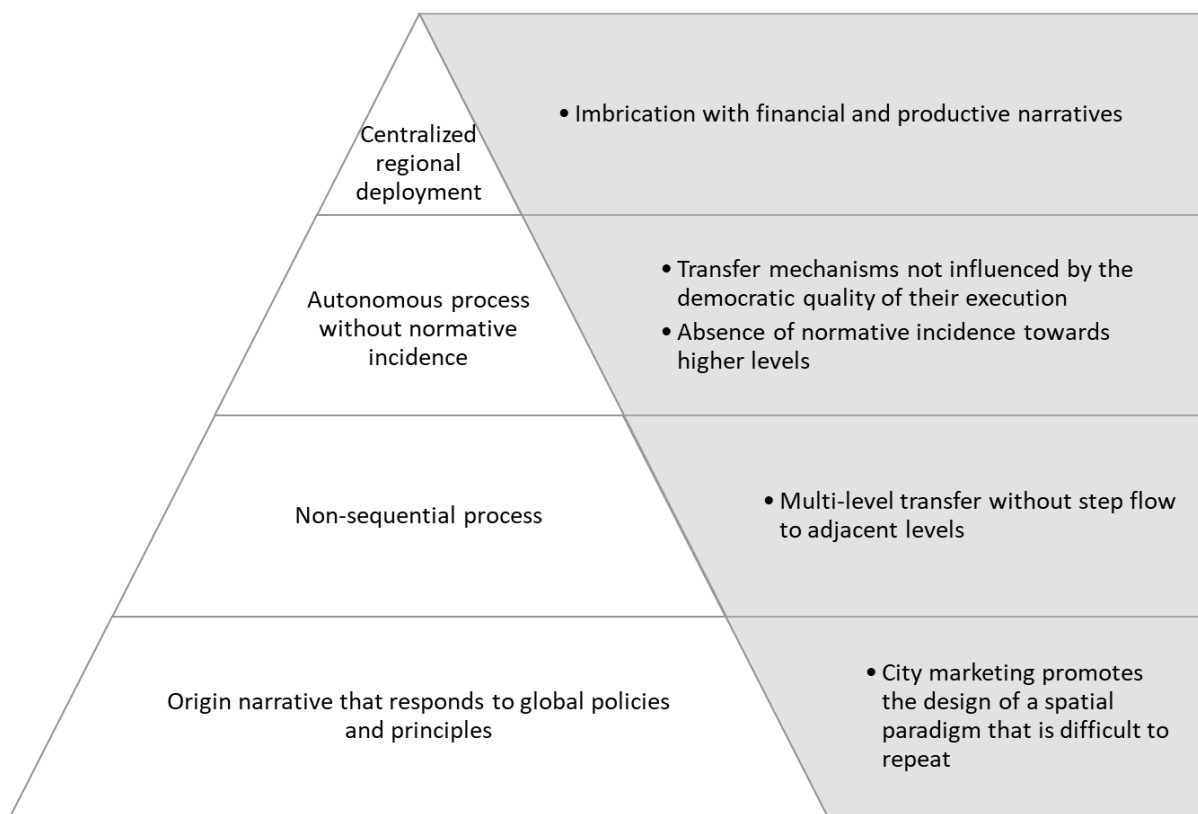 Centralized
regional
deployment
• Imbrication with financial and productive narratives
Autonomous process
without normative
incidence
• Transfer mechanisms not influenced by the
democratic quality of their execution
• Absence of normative incidence towards
higher levels
Non-sequential process
• Multi-level transfer without step flow
to adjacent levels
Origin narrative that responds to global policies
and principles
• City marketing promotes
the design of a spatial
paradigm that is difficult to
repeat